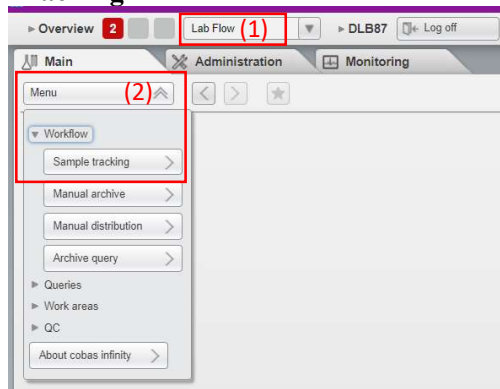 Overview 2 Lab Flow (1) DLB87 Log off
Main Administration Monitoring
Menu (2)
Workflow
Sample tracking
Manual archive
Manual distribution
Archive query
Queries
Work areas
QC
About cobas infinity